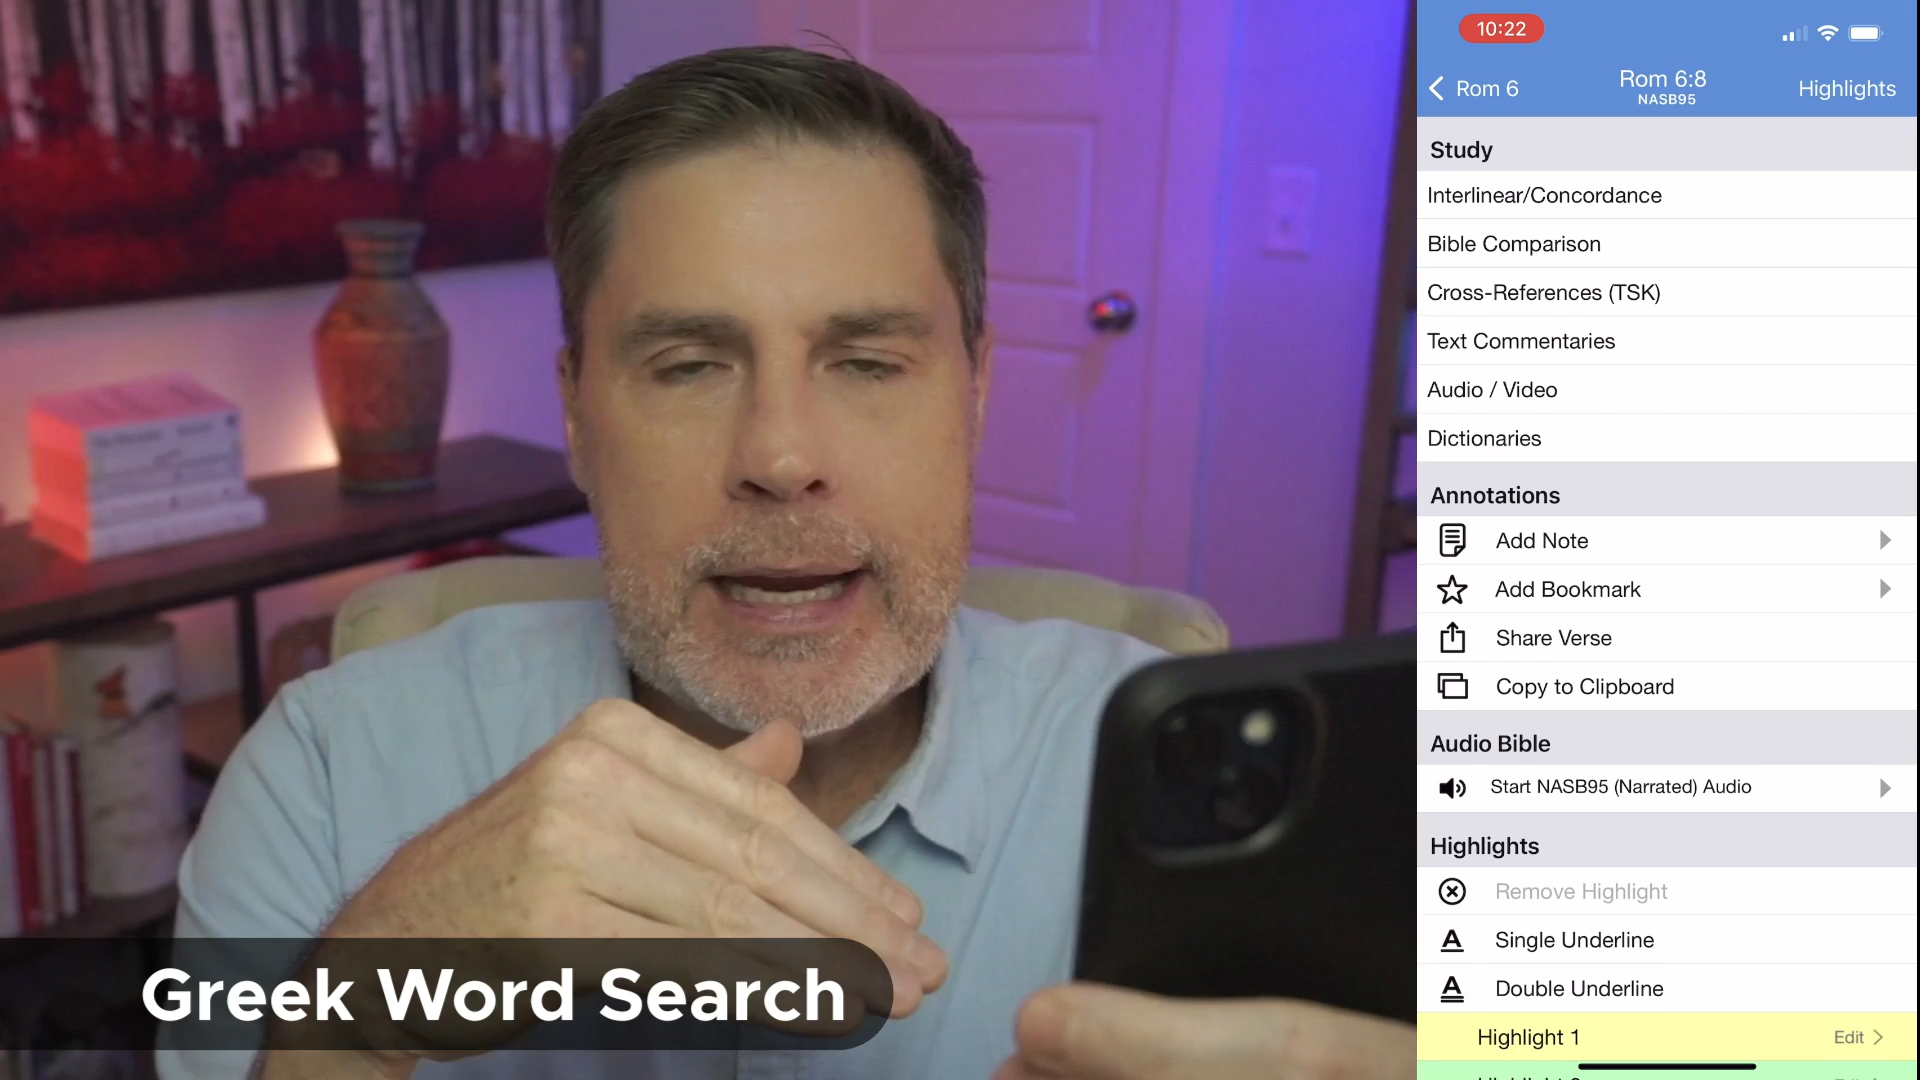 10:22
Rom 6
Rom 6:8
NASB95
Highlights
Study
Interlinear/Concordance
Bible Comparison
Cross-References (TSK)
Text Commentaries
Audio / Video
Dictionaries
Annotations
Add Note
Add Bookmark
Share Verse
Copy to Clipboard
Audio Bible
Start NASB95 (Narrated) Audio
Highlights
Remove Highlight
A Single Underline
A Double Underline
Highlight 1
Edit
Greek Word Search